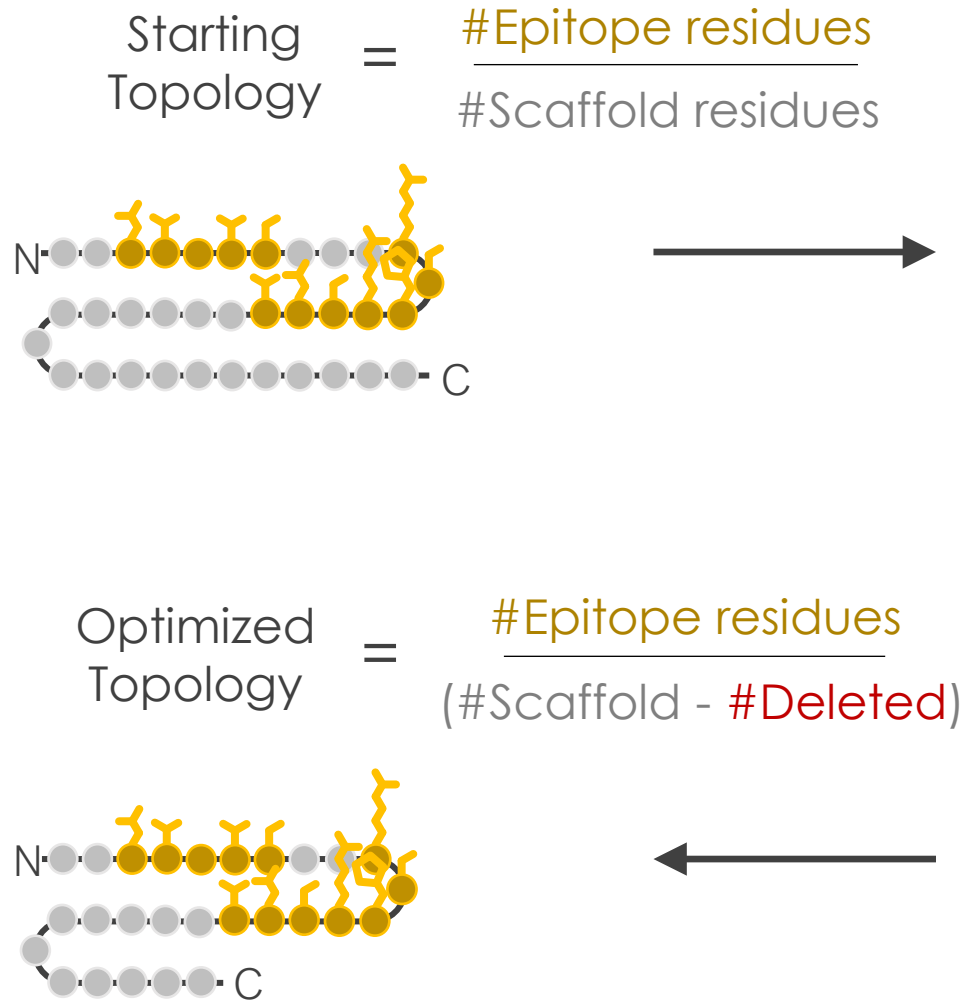 Starting
Topology
=
#Epitope residues
#Scaffold residues
N
C
Optimized
Topology
=
#Epitope residues
(#Scaffold - #Deleted)
N
C